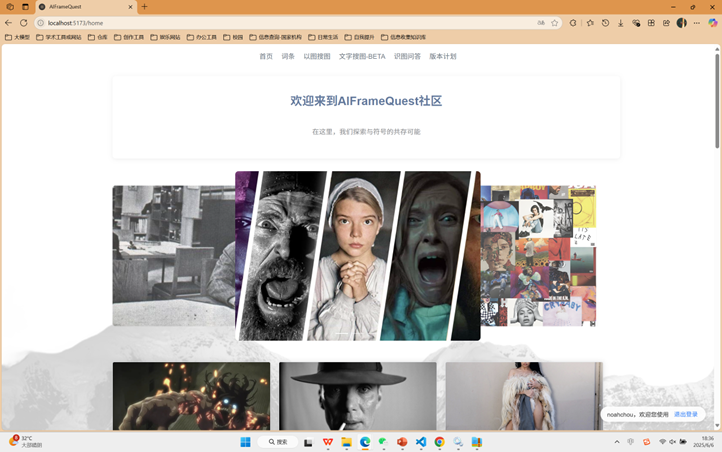 AIFrameQuest
localhost:5173/home
大模型 学术工具或网站 仓库 创作工具 娱乐网站 办公工具 校园 信息查询-国家机构 日常生活 自我提升 信息收集知识库
首页 词条 以图搜图 文字搜图-BETA 识图问答 版本计划
欢迎来到AIFrameQuest社区
在这里，我们探索与符号的共存可能
CRYBABY
noahchou，欢迎您使用 退出登录
32°C
大部晴朗
搜索
18:36
2025/6/6